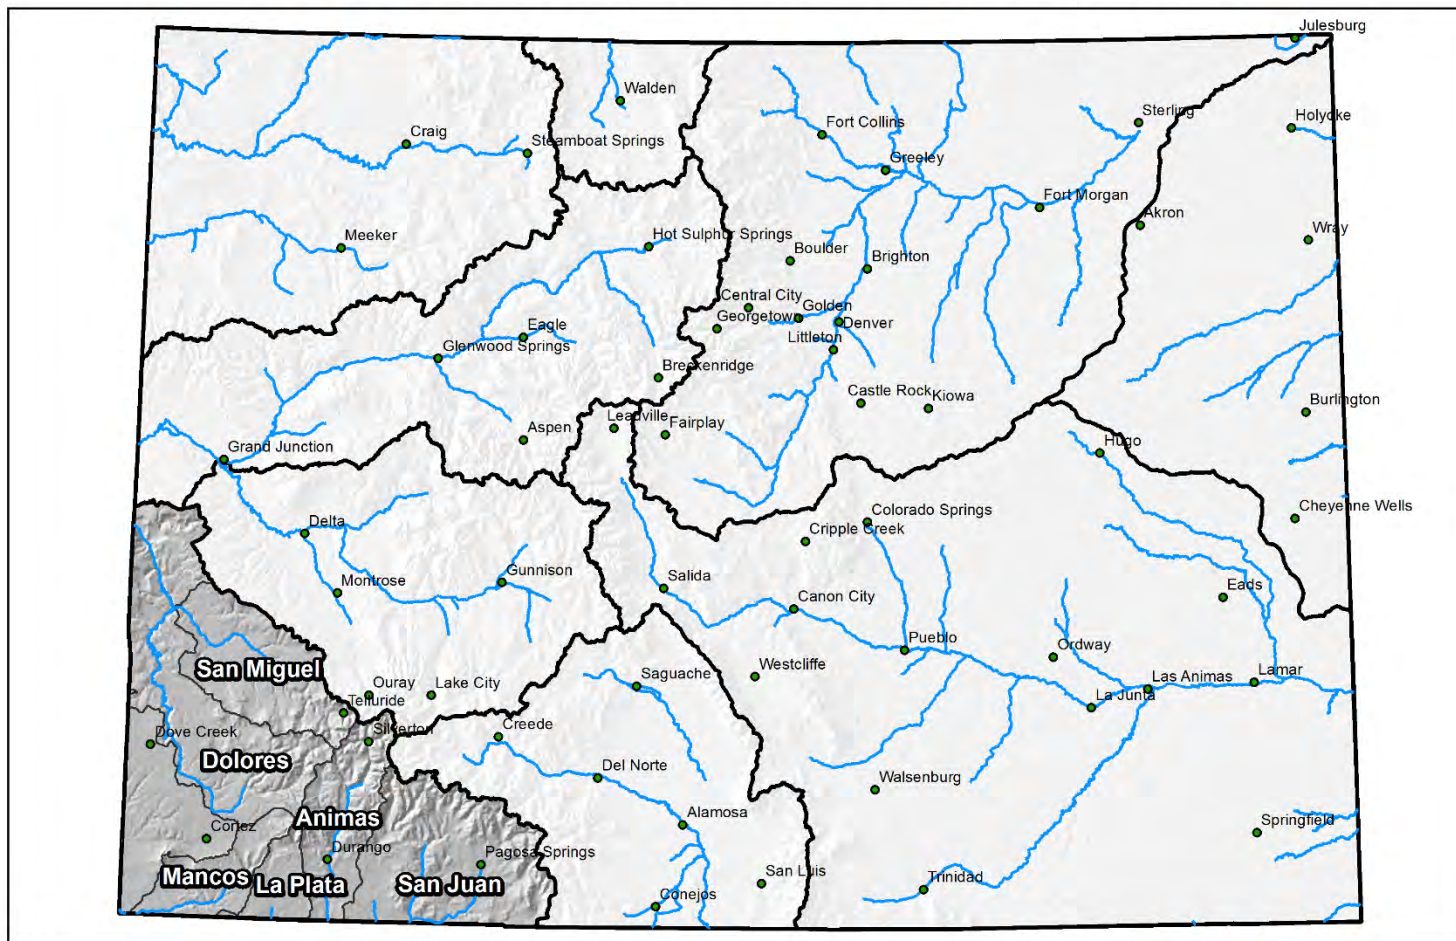 Julesburg
Walden
Sterling
Holyoke
Fort Collins
Craig
Steamboat Springs
Greeley
Fort Morgan
Akron
Wray
Meeker
Hot Sulphur Springs
Boulder
Brighton
Central City
Golden
Georgetown
Denver
Eagle
Littleton
Glenwood Springs
Breckenridge
Castle Rock
Kiowa
Burlington
Leadville
Aspen
Fairplay
Hugo
Grand Junction
Cheyenne Wells
Colorado Springs
Delta
Cripple Creek
Gunnison
Montrose
Salida
Eads
Canon City
Pueblo
Ordway
San Miguel
Westcliffe
Saguache
Lamar
Las Animas
Ouray
Lake City
La Junta
Telluride
Creede
Silverton
Dove Creek
Dolores
Del Norte
Walsenburg
Animas
Alamosa
Cortez
Springfield
Durango
Pagosa Springs
Mancos
La Plata
San Juan
San Luis
Trinidad
Conejos